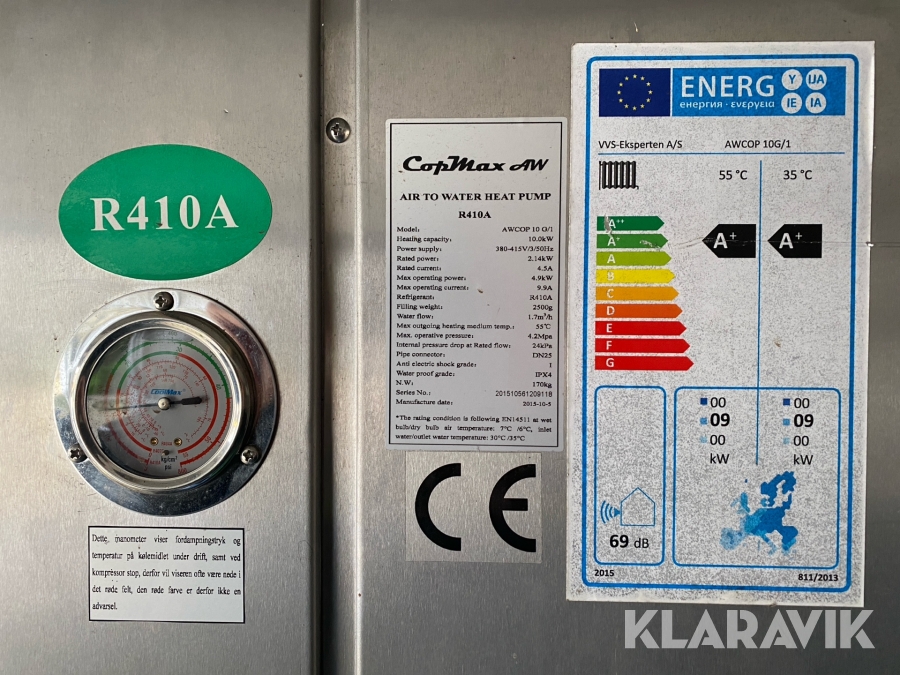 R410A
CopMax
kg/cm²
psi
Dette manometer viser fordampningstryk og
temperatur på kølemidlet under drift, samt ved
kompressor stop, derfor vil viseren ofte være nede i
det røde felt, den røde farve er derfor ikke en
advarsel.
CopMax AW
AIR TO WATER HEAT PUMP
R410A
Model: AWCOP 10 G/1
Heating capacity: 10.0kW
Power supply: 380-415V/3/50Hz
Rated power: 2.14kW
Rated current: 4.5A
Max operating power: 4.9kW
Max operating current: 9.9A
Refrigerant: R410A
Filling weight: 2500g
Water flow: 1.7m³/h
Max outgoing heating medium temp.: 55℃
Max. operative pressure: 4.2Mpa
Internal pressure drop at Rated flow: 24kPa
Pipe connector: DN25
Anti electric shock grade: I
Water proof grade: IPX4
N.W: 170kg
Series No.: 201510561209118
Manufacture date: 2015-10-5
*The rating condition is following EN14511 at wet
bulb/dry bulb air temperature: 7℃ /6℃, inlet
water/outlet water temperature: 30℃ /35℃
CE
ENERG Y IJA
енергия · ενεργεια IE IA
VVS-Eksperten A/S AWCOP 10G/1
55 °C 35 °C
A++
A+ A+ A+
A
B
C
D
E
F
G
00 00
09 09
00 00
kW kW
69 dB
2015 811/2013
KLARAVIK